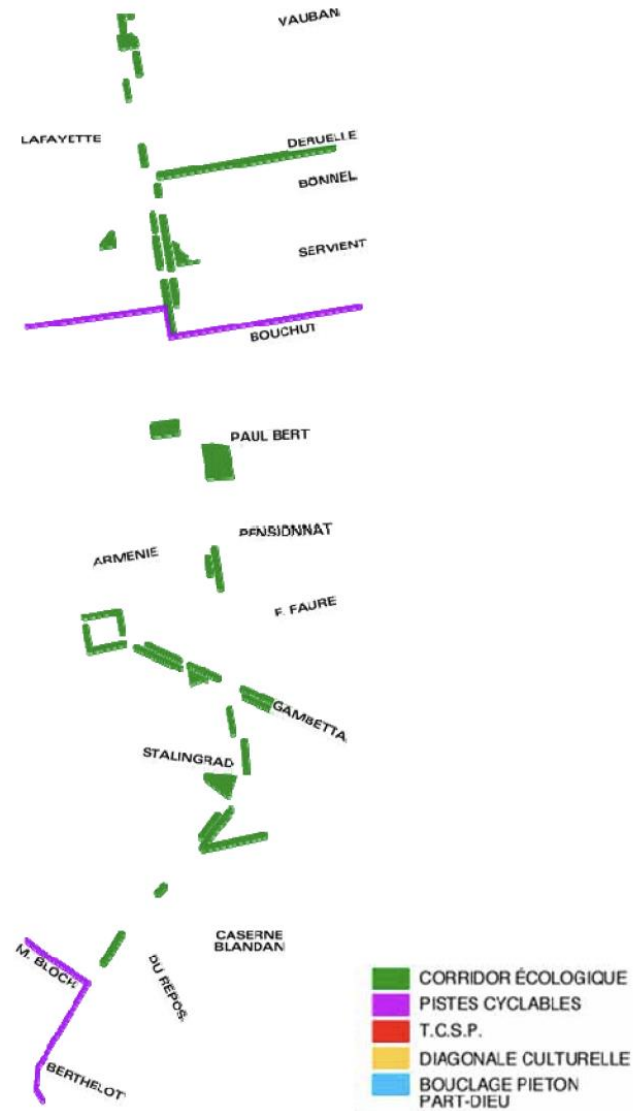 VAUBAN
LAFAYETTE
DERUELLE
BONNEL
SERVIENT
BOUCHUT
PAUL BERT
PENSIONNAT
ARMENIE
F. FAURE
GAMBETTA
STALINGRAD
CASERNE
BLANDAN
M. BLOCH
DU REPOS
BERTHELOT
CORRIDOR ÉCOLOGIQUE
PISTES CYCLABLES
T.C.S.P.
DIAGONALE CULTURELLE
BOUCLAGE PIETON
PART-DIEU